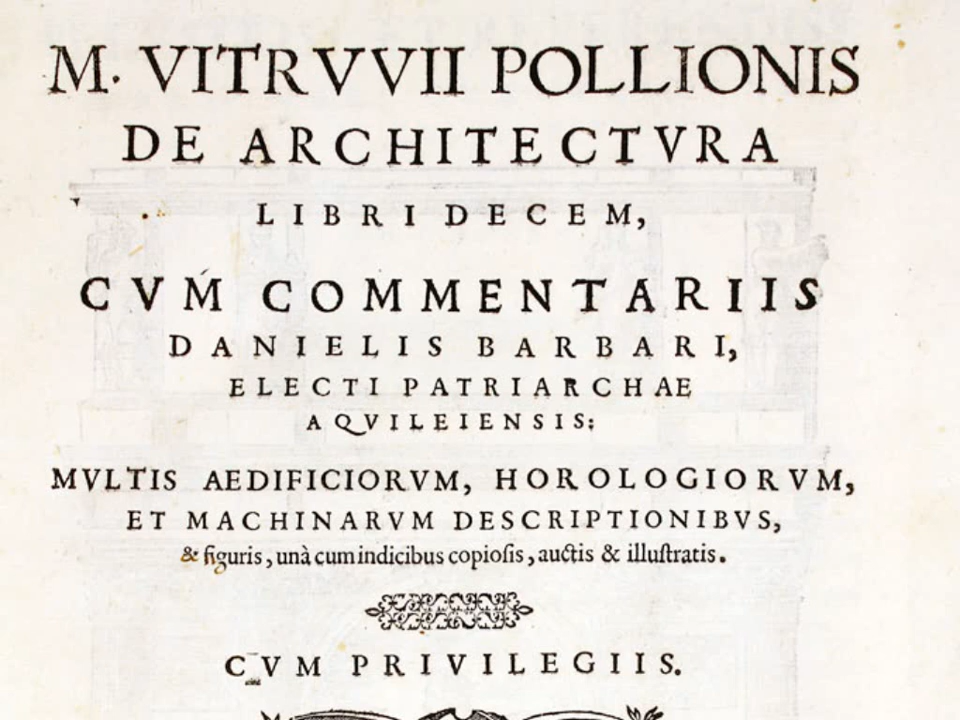 M. VITRVVII POLLIONIS
DE ARCHITECTVRA
LIBRI DECEM,
CVM COMMENTARIIS
DANIELIS BARBARI,
ELECTI PATRIARCHAE
AQVILEIENSIS:
MVLTIS AEDIFICIORVM, HOROLOGIORVM,
ET MACHINARVM DESCRIPTIONIBVS,
& figuris, unà cum indicibus copiosis, auctis & illustratis.
CVM PRIVILEGIIS.